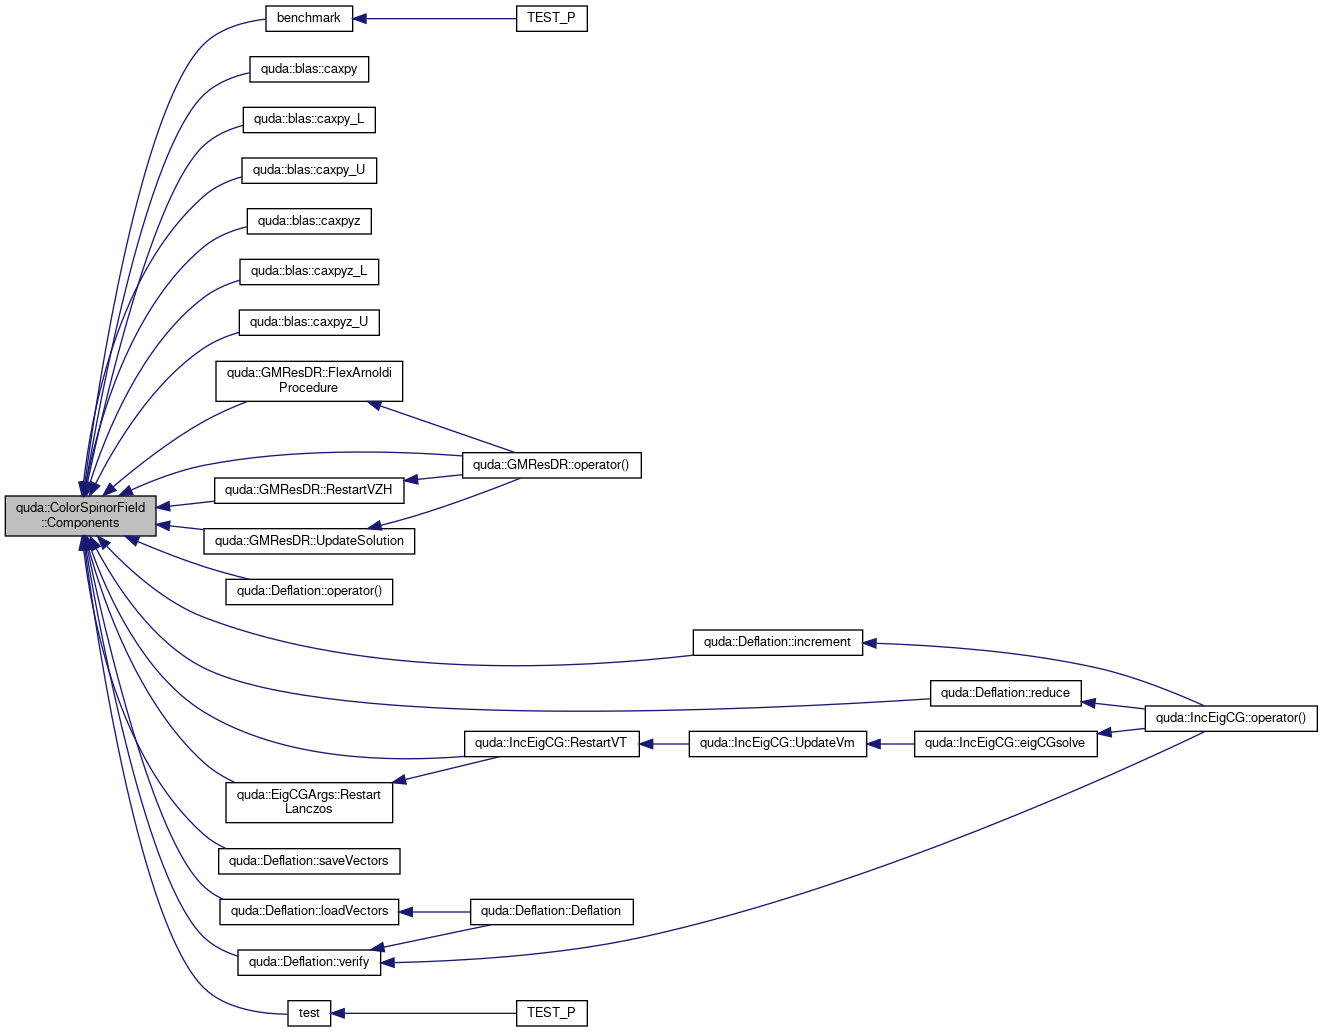 benchmark
TEST_P
quda::blas::caxpy
quda::blas::caxpy_L
quda::blas::caxpy_U
quda::blas::caxpyz
quda::blas::caxpyz_L
quda::blas::caxpyz_U
quda::GMResDR::FlexArnoldi
Procedure
quda::GMResDR::operator()
quda::GMResDR::RestartVZH
quda::ColorSpinorField
::Components
quda::GMResDR::UpdateSolution
quda::Deflation::operator()
quda::Deflation::increment
quda::Deflation::reduce
quda::IncEigCG::operator()
quda::IncEigCG::RestartVT
quda::IncEigCG::UpdateVm
quda::IncEigCG::eigCGsolve
quda::EigCGArgs::Restart
Lanczos
quda::Deflation::saveVectors
quda::Deflation::loadVectors
quda::Deflation::Deflation
quda::Deflation::verify
test
TEST_P